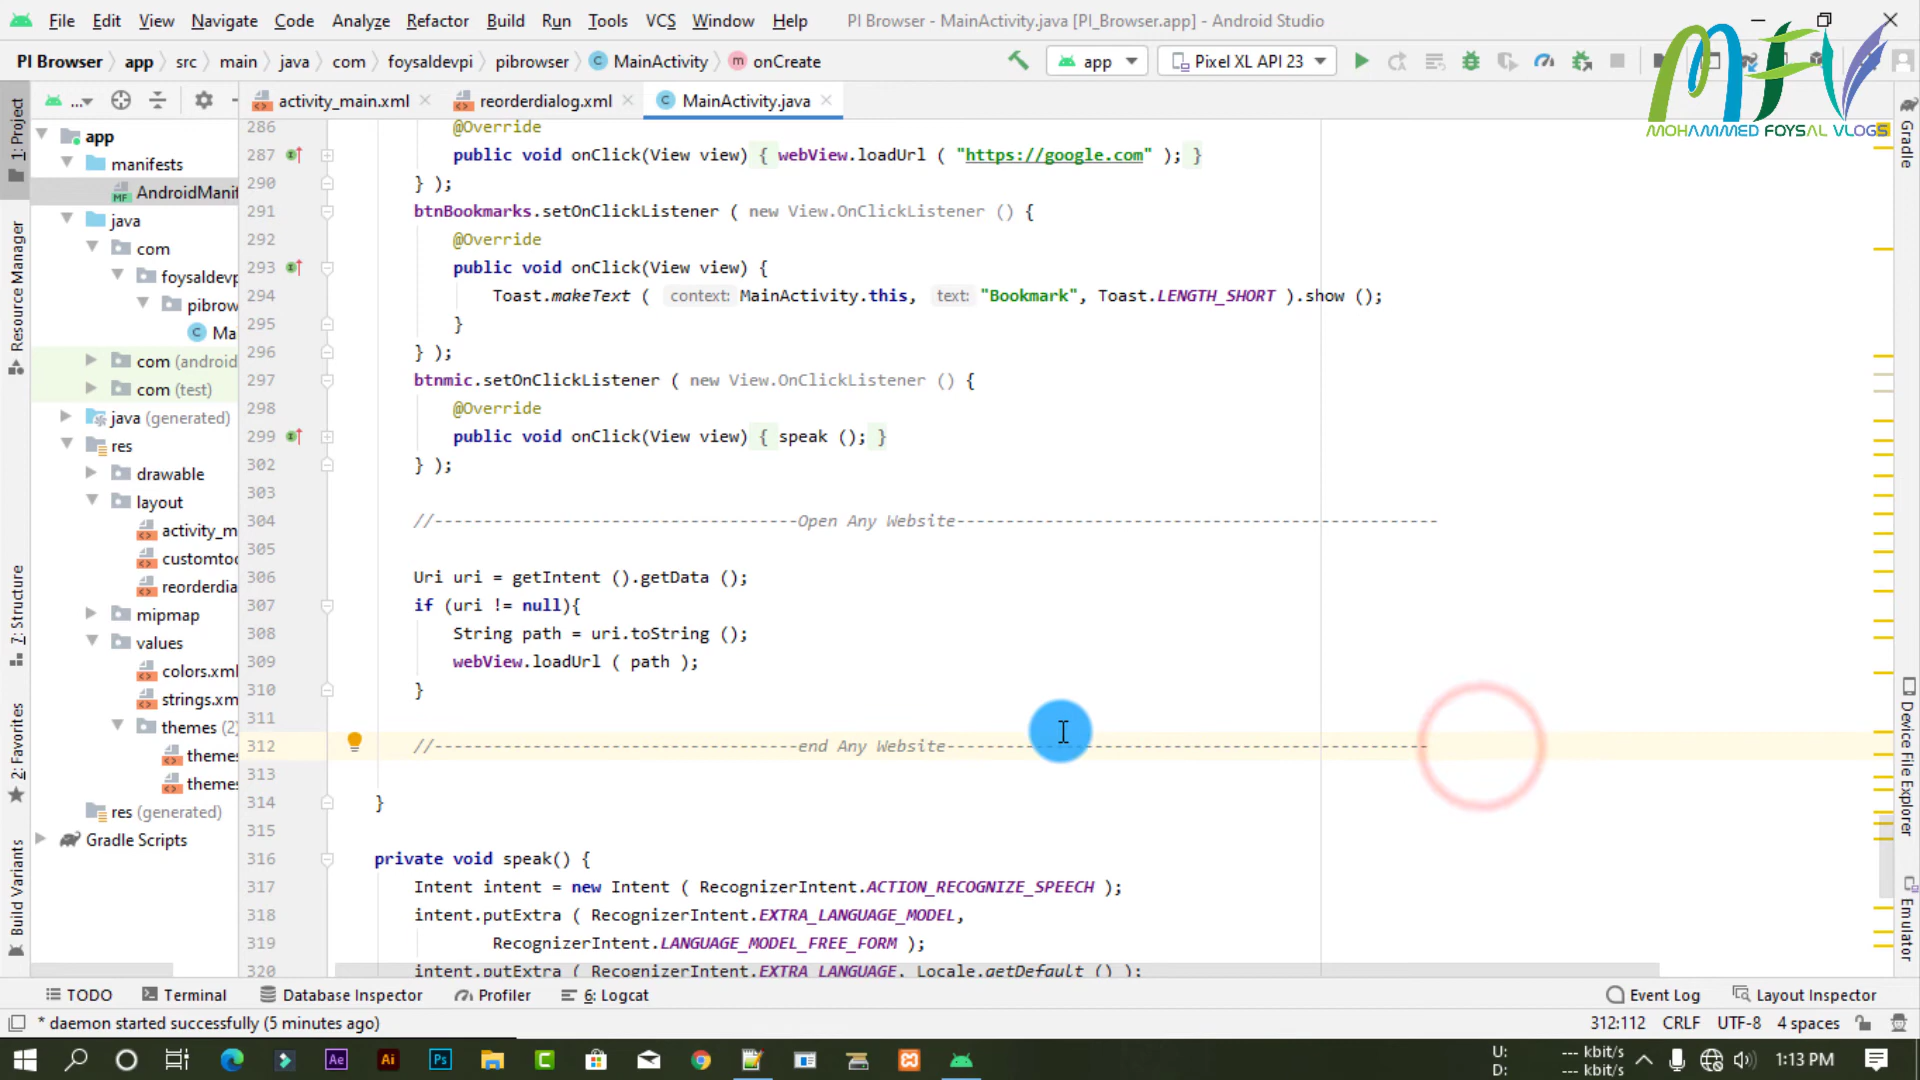 File Edit View Navigate Code Analyze Refactor Build Run Tools VCS Window Help PI Browser - MainActivity.java [PI_Browser.app] - Android Studio
PI Browser app src main java com foysaldevpi pibrowser MainActivity onCreate app Pixel XL API 23
MOHAMMED FOYSAL VLOGS
... activity_main.xml reorderdialog.xml MainActivity.java
1: Project
Resource Manager
7: Structure
2: Favorites
Build Variants
app
manifests
AndroidManif
java
com
foysaldevp
pibrow
Ma
com (android
com (test)
java (generated)
res
drawable
layout
activity_m
customtoo
reorderdia
mipmap
values
colors.xml
strings.xm
themes (2)
theme
theme
res (generated)
Gradle Scripts
286 @Override
287 public void onClick(View view) { webView.loadUrl ( "https://google.com" ); }
290 } );
291 btnBookmarks.setOnClickListener ( new View.OnClickListener () {
292 @Override
293 public void onClick(View view) {
294 Toast.makeText ( context: MainActivity.this, text: "Bookmark", Toast.LENGTH_SHORT ).show ();
295 }
296 } );
297 btnmic.setOnClickListener ( new View.OnClickListener () {
298 @Override
299 public void onClick(View view) { speak (); }
302 } );
303
304 //-------------------------------------Open Any Website-------------------------------------------------
305
306 Uri uri = getIntent ().getData ();
307 if (uri != null){
308 String path = uri.toString ();
309 webView.loadUrl ( path );
310 }
311
312 //-------------------------------------end Any Website-------------------------------------------------
313
314 }
315
316 private void speak() {
317 Intent intent = new Intent ( RecognizerIntent.ACTION_RECOGNIZE_SPEECH );
318 intent.putExtra ( RecognizerIntent.EXTRA_LANGUAGE_MODEL,
319 RecognizerIntent.LANGUAGE_MODEL_FREE_FORM );
320 intent.putExtra ( RecognizerIntent.EXTRA_LANGUAGE, Locale.getDefault () );
Gradle
Device File Explorer
Emulator
TODO Terminal Database Inspector Profiler 6: Logcat Event Log Layout Inspector
* daemon started successfully (5 minutes ago) 312:112 CRLF UTF-8 4 spaces
Ae Ai Ps
U: --- kbit/s
D: --- kbit/s
1:13 PM